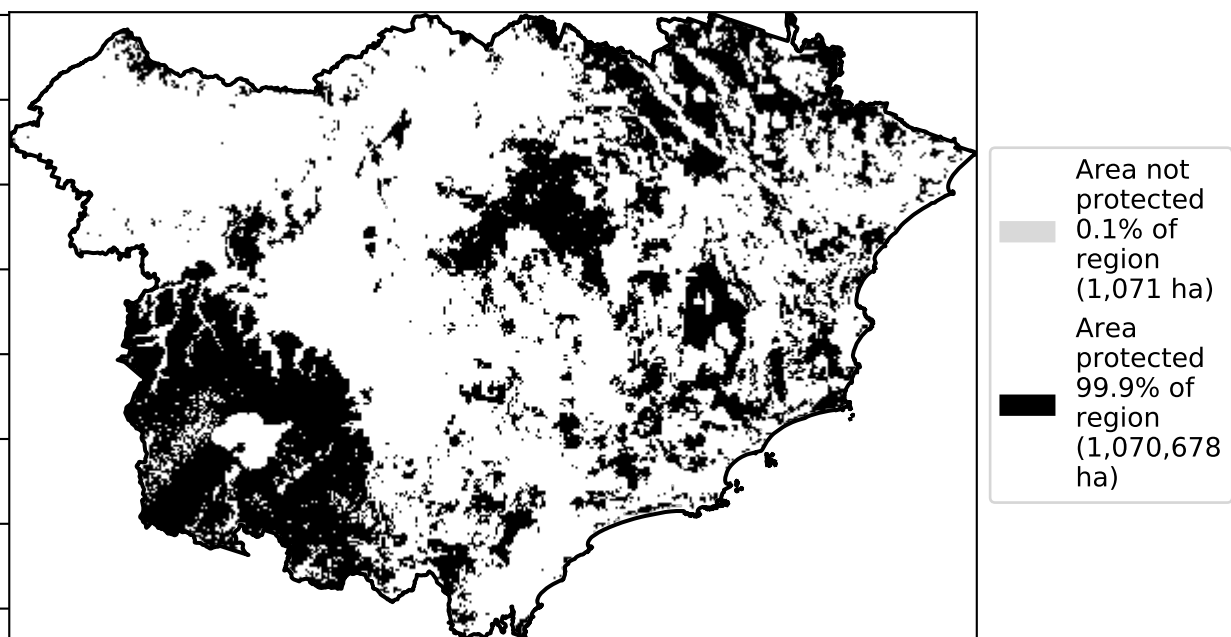 Area not
protected
0.1% of
region
(1,071 ha)
Area
protected
99.9% of
region
(1,070,678
ha)